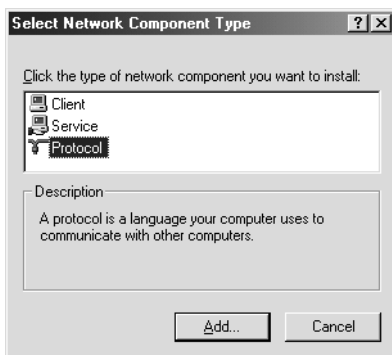 Select Network Component Type
Click the type of network component you want to install:
Client
Service
Protocol
Description
A protocol is a language your computer uses to
communicate with other computers.
Add...
Cancel